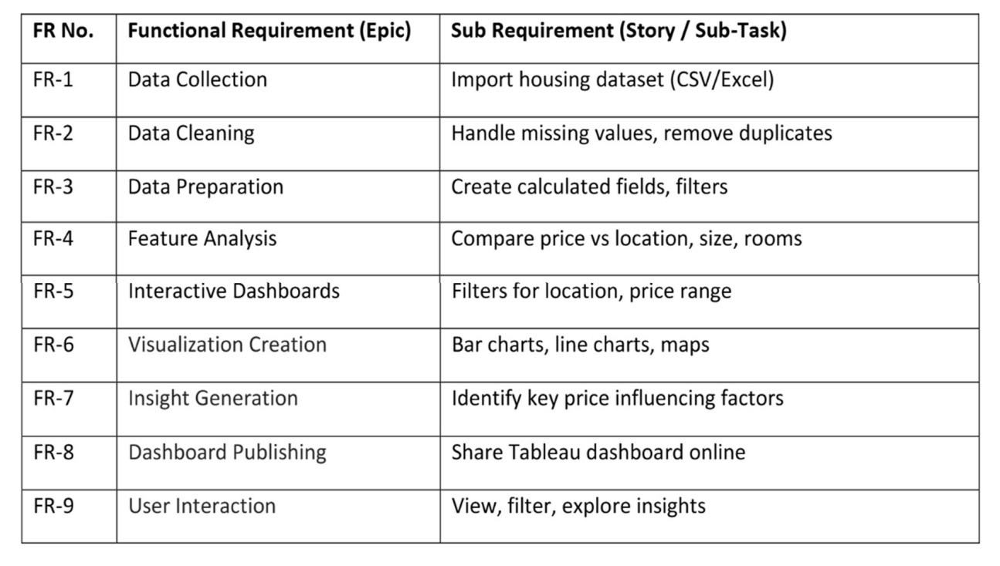 FR No. Functional Requirement (Epic) Sub Requirement (Story / Sub-Task)
FR-1 Data Collection Import housing dataset (CSV/Excel)
FR-2 Data Cleaning Handle missing values, remove duplicates
FR-3 Data Preparation Create calculated fields, filters
FR-4 Feature Analysis Compare price vs location, size, rooms
FR-5 Interactive Dashboards Filters for location, price range
FR-6 Visualization Creation Bar charts, line charts, maps
FR-7 Insight Generation Identify key price influencing factors
FR-8 Dashboard Publishing Share Tableau dashboard online
FR-9 User Interaction View, filter, explore insights